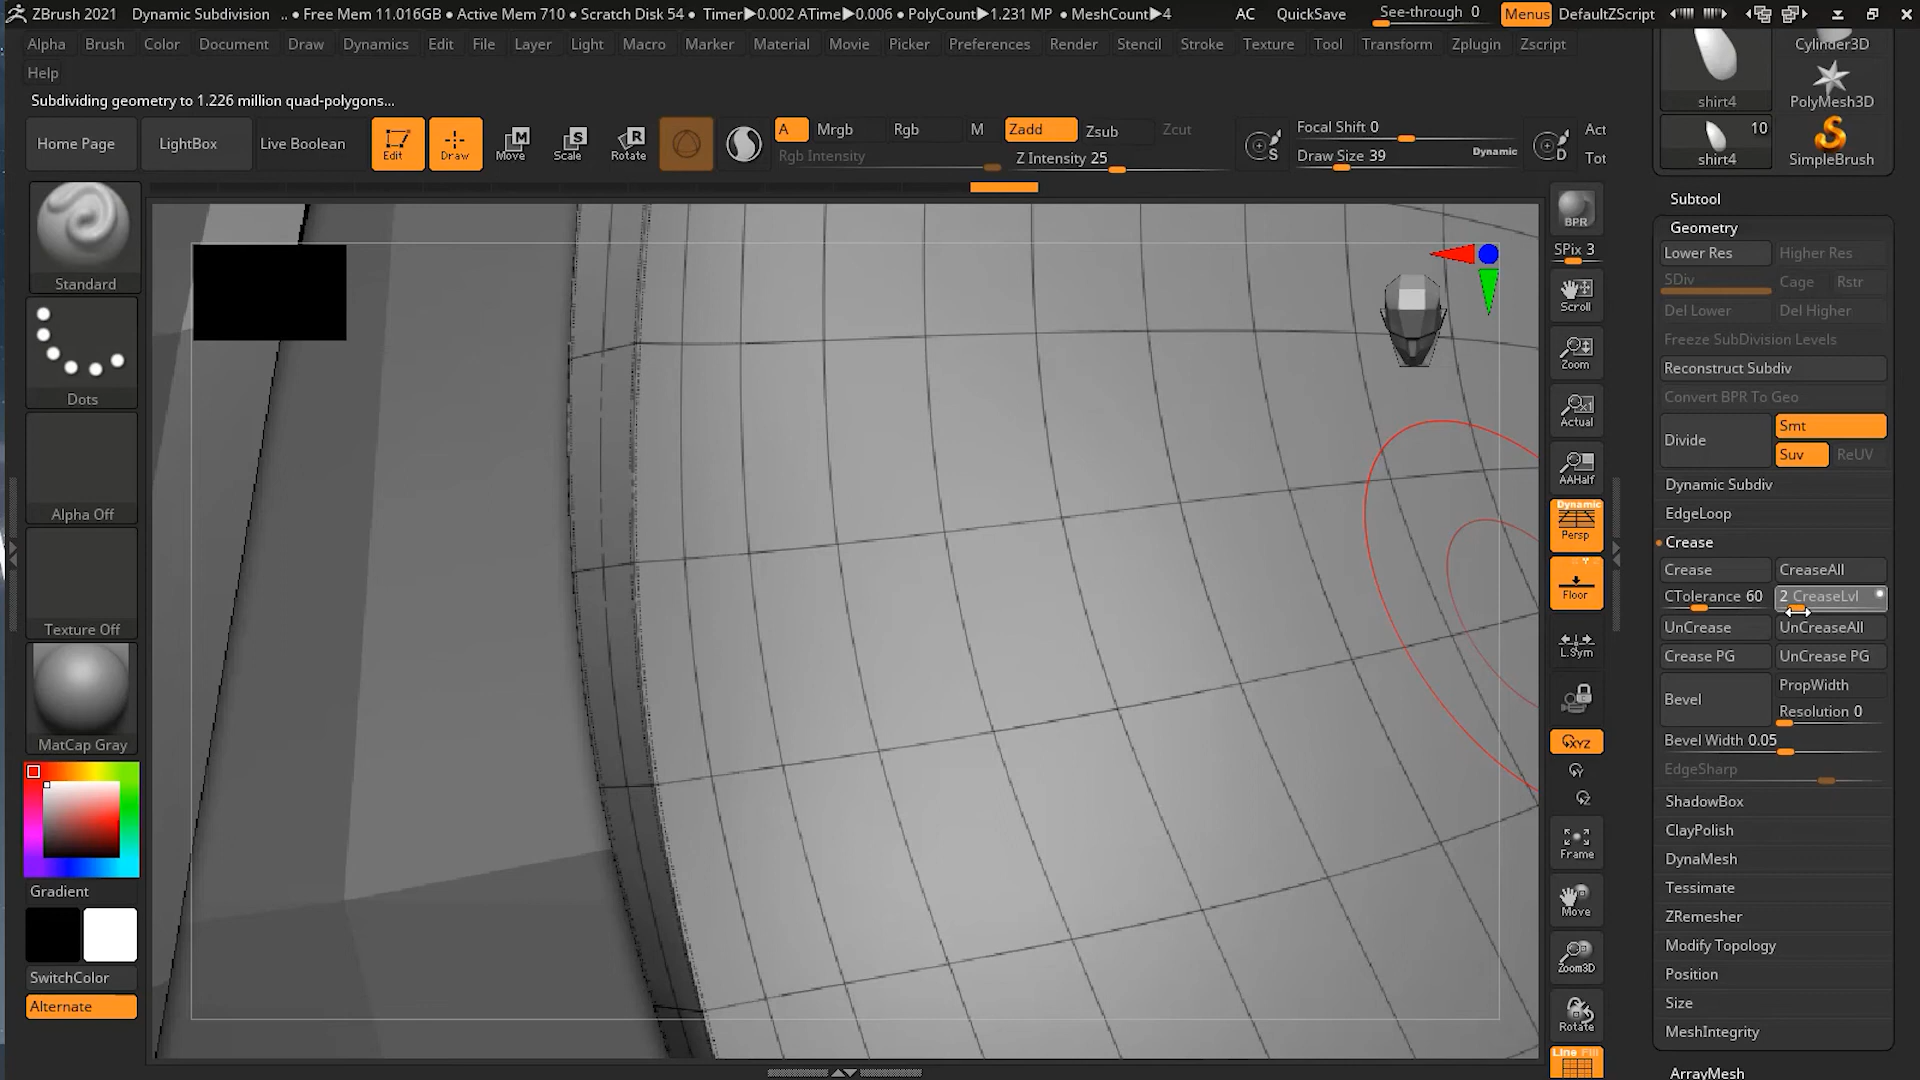 ZBrush 2021 Dynamic Subdivision .. • Free Mem 11.016GB • Active Mem 710 • Scratch Disk 54 • Timer▶0.002 ATime▶0.006 • PolyCount▶1.231 MP • MeshCount▶4 AC QuickSave See-through 0 Menus DefaultZScript
Alpha Brush Color Document Draw Dynamics Edit File Layer Light Macro Marker Material Movie Picker Preferences Render Stencil Stroke Texture Tool Transform Zplugin Zscript
Help
Subdividing geometry to 1.226 million quad-polygons...
Home Page LightBox Live Boolean Edit Draw Move Scale Rotate
A Mrgb Rgb M Zadd Zsub Zcut
Rgb Intensity Z Intensity 25
S Focal Shift 0
Draw Size 39 Dynamic
D Act
Tot
Standard
Dots
Alpha Off
Texture Off
MatCap Gray
Gradient
SwitchColor
Alternate
BPR
SPix 3
Scroll
Zoom
Actual
AAHalf
Dynamic
Persp
Floor
L.Sym
XYZ
Y
Z
Frame
Move
Zoom3D
Rotate
Line Fill
Cylinder3D
shirt4 PolyMesh3D
10
shirt4 SimpleBrush
Subtool
Geometry
Lower Res Higher Res
SDiv Cage Rstr
Del Lower Del Higher
Freeze SubDivision Levels
Reconstruct Subdiv
Convert BPR To Geo
Divide Smt
Suv ReUV
Dynamic Subdiv
EdgeLoop
Crease
Crease CreaseAll
CTolerance 60 2 CreaseLvl
UnCrease UnCreaseAll
Crease PG UnCrease PG
Bevel PropWidth
Resolution 0
Bevel Width 0.05
EdgeSharp
ShadowBox
ClayPolish
DynaMesh
Tessimate
ZRemesher
Modify Topology
Position
Size
MeshIntegrity
ArrayMesh